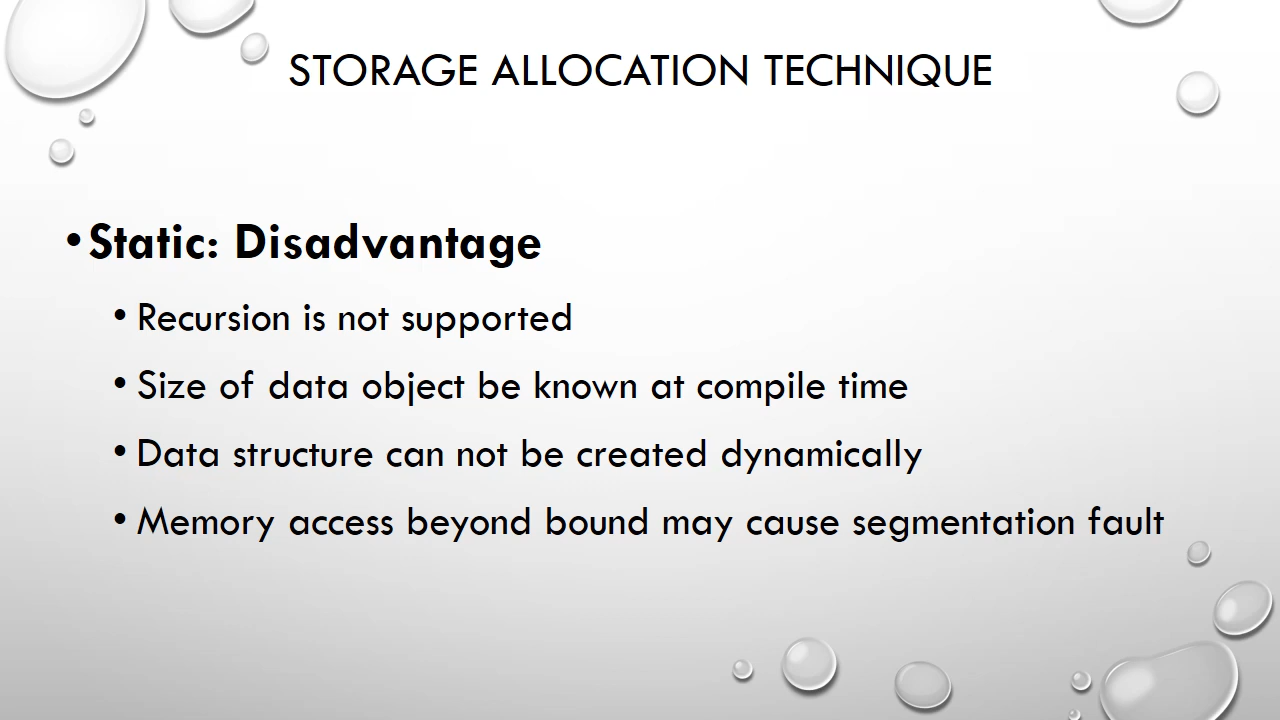 STORAGE ALLOCATION TECHNIQUE
• Static: Disadvantage
• Recursion is not supported
• Size of data object be known at compile time
• Data structure can not be created dynamically
• Memory access beyond bound may cause segmentation fault